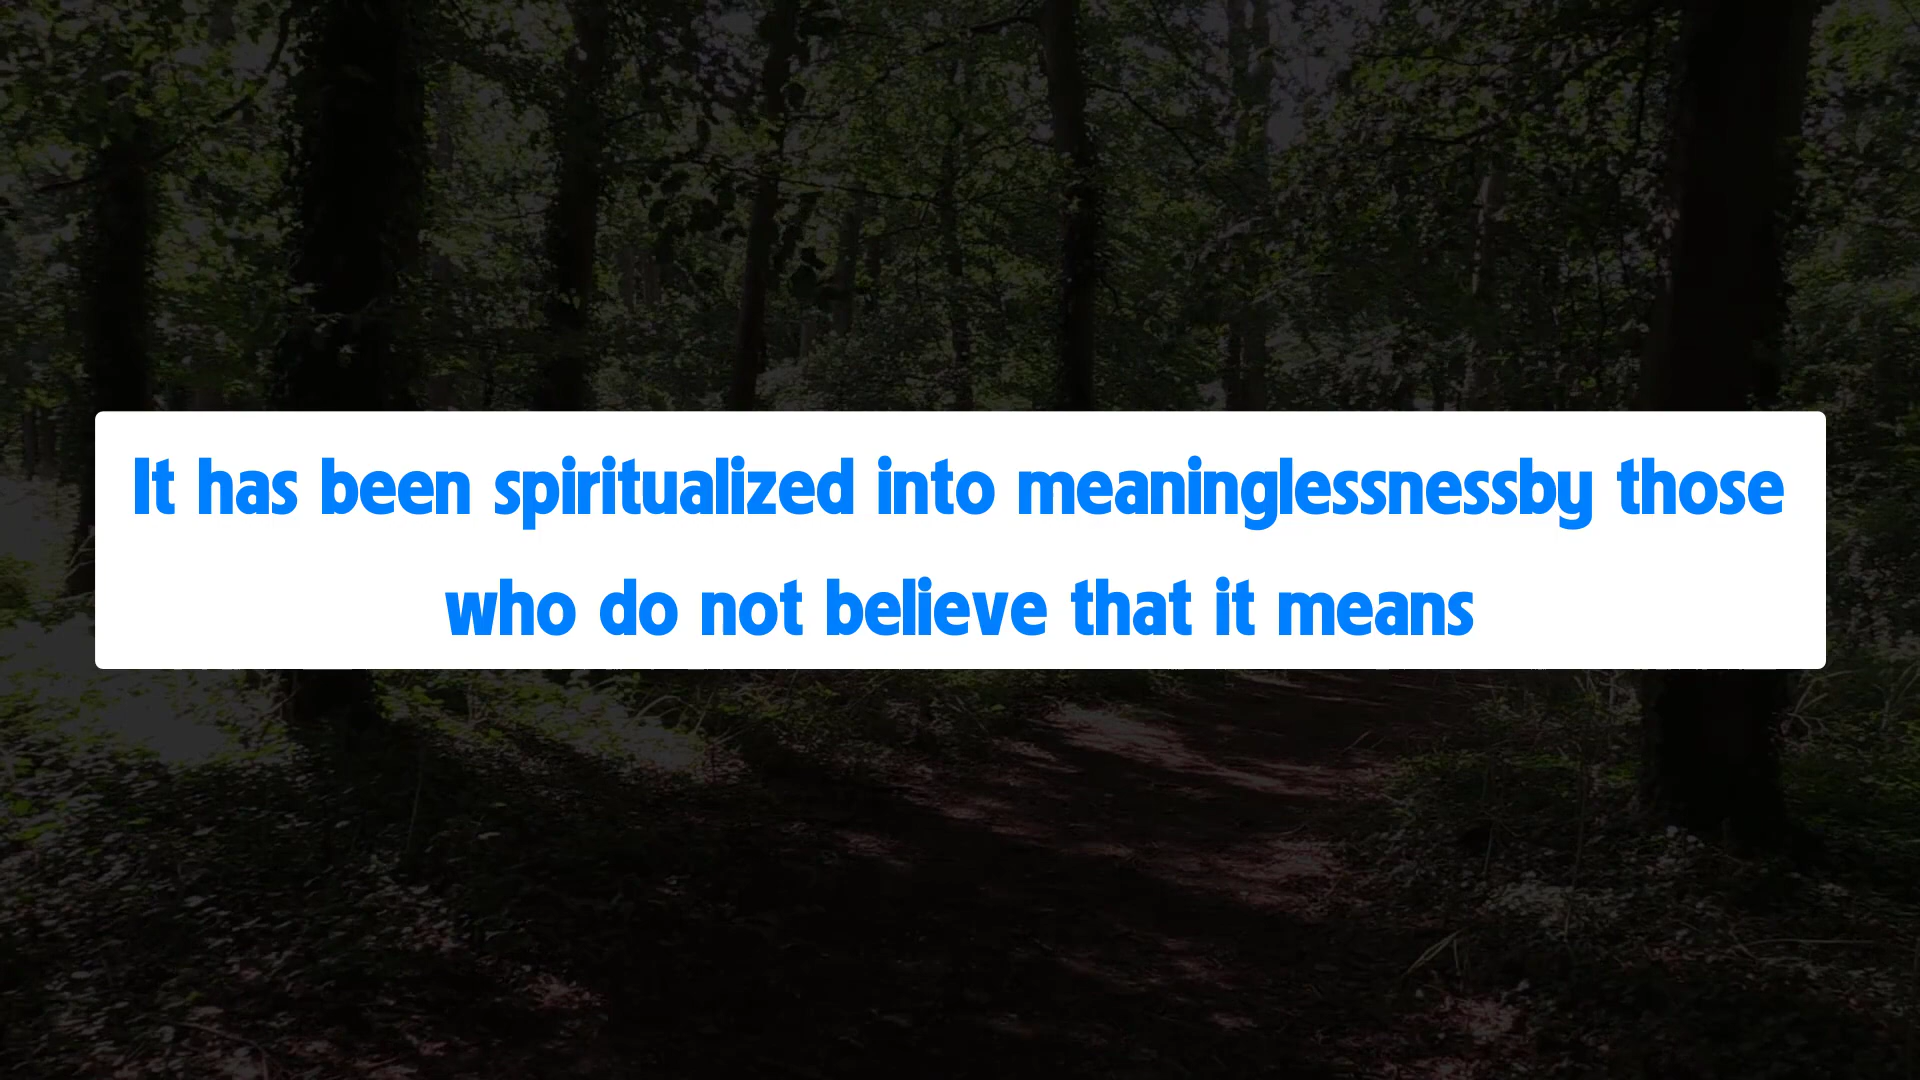 It has been spiritualized into meaninglessnessby those
who do not believe that it means